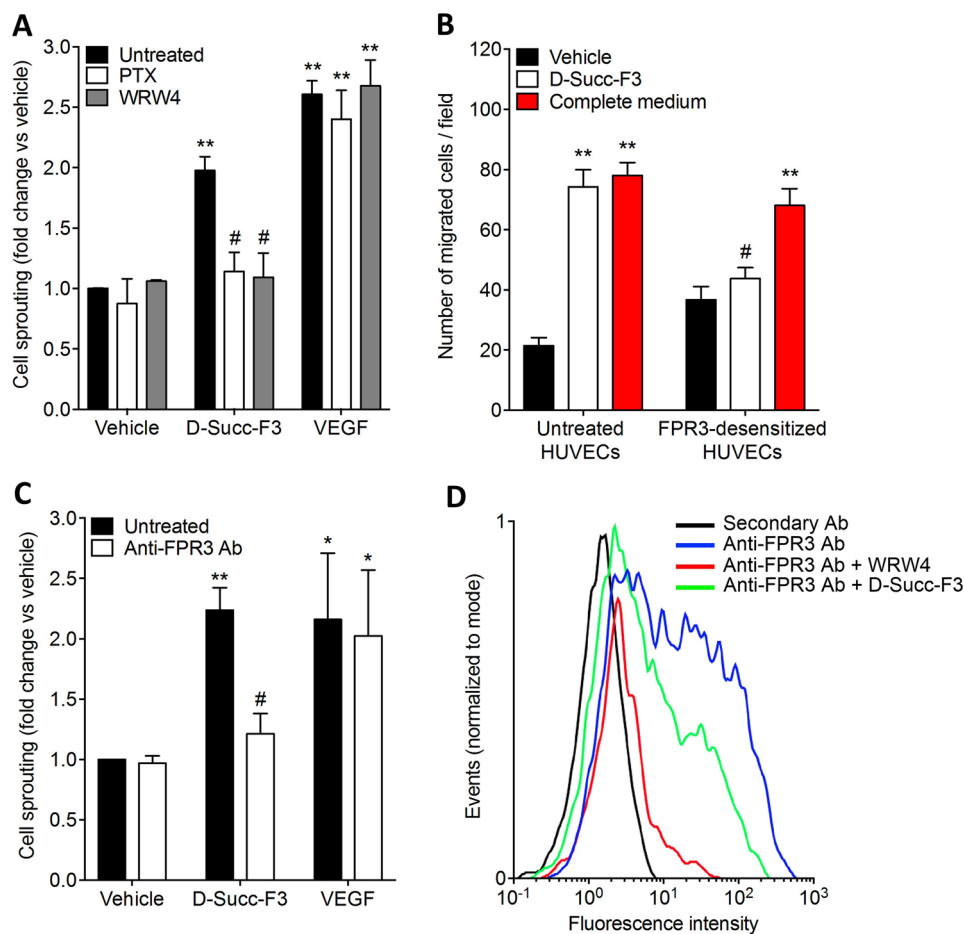 A
Cell sprouting (fold change vs vehicle)
3.0
2.5
2.0
1.5
1.0
0.5
0.0
Untreated
PTX
WRW4
**
#
#
**
**
**
Vehicle
D-Succ-F3
VEGF
B
Number of migrated cells / field
120
100
80
60
40
20
0
Vehicle
D-Succ-F3
Complete medium
**
**
#
**
Untreated
HUVECs
FPR3-desensitized
HUVECs
C
Cell sprouting (fold change vs vehicle)
3.0
2.5
2.0
1.5
1.0
0.5
0.0
Untreated
Anti-FPR3 Ab
**
#
*
*
Vehicle
D-Succ-F3
VEGF
D
Events (normalized to mode)
1
0
Secondary Ab
Anti-FPR3 Ab
Anti-FPR3 Ab + WRW4
Anti-FPR3 Ab + D-Succ-F3
10-1
100
101
102
103
Fluorescence intensity